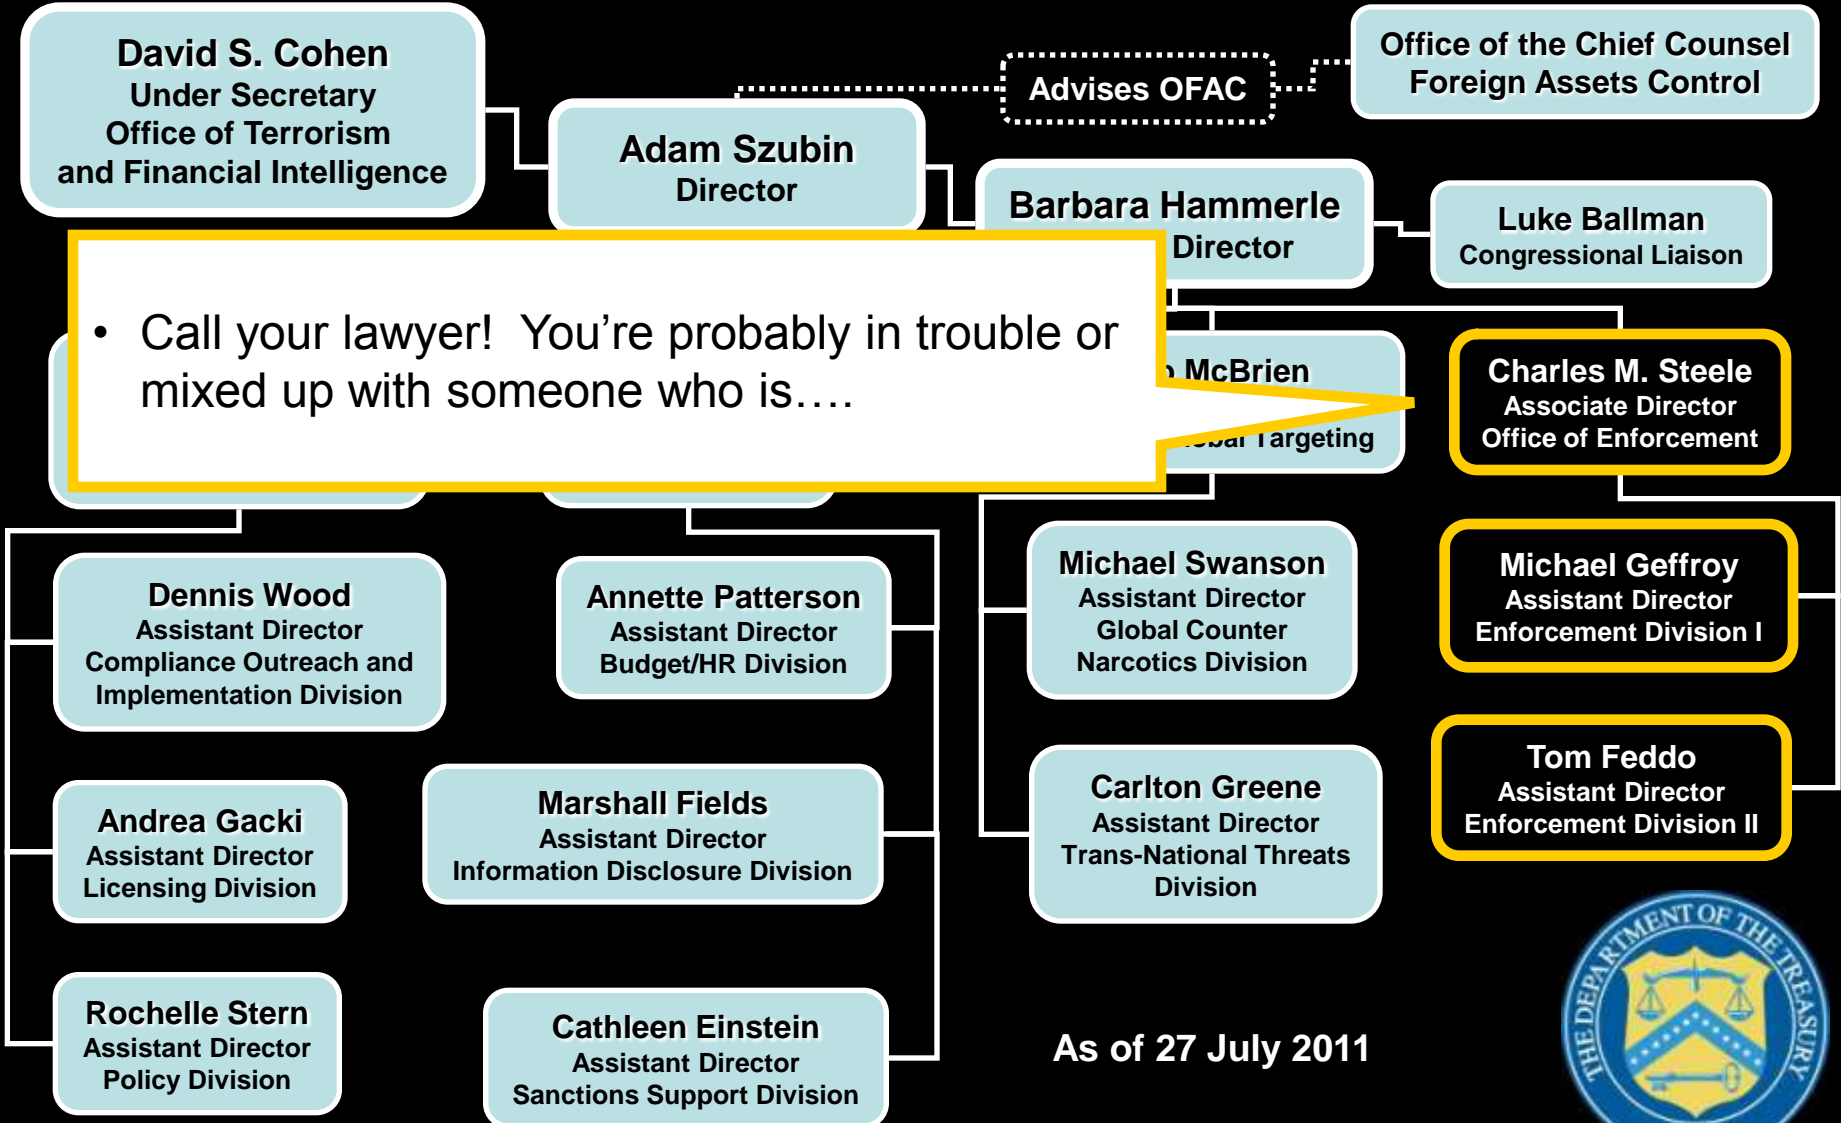 David S. Cohen
Under Secretary
Office of Terrorism
and Financial Intelligence
Adam Szubin
Director
Advises OFAC
Office of the Chief Counsel
Foreign Assets Control
Barbara Hammerle
Director
Luke Ballman
Congressional Liaison
• Call your lawyer! You're probably in trouble or
mixed up with someone who is….
McBrien
Targeting
Charles M. Steele
Associate Director
Office of Enforcement
Dennis Wood
Assistant Director
Compliance Outreach and
Implementation Division
Andrea Gacki
Assistant Director
Licensing Division
Rochelle Stern
Assistant Director
Policy Division
Annette Patterson
Assistant Director
Budget/HR Division
Marshall Fields
Assistant Director
Information Disclosure Division
Cathleen Einstein
Assistant Director
Sanctions Support Division
Michael Swanson
Assistant Director
Global Counter
Narcotics Division
Carlton Greene
Assistant Director
Trans-National Threats
Division
Michael Geffroy
Assistant Director
Enforcement Division I
Tom Feddo
Assistant Director
Enforcement Division II
As of 27 July 2011
THE DEPARTMENT OF THE TREASURY